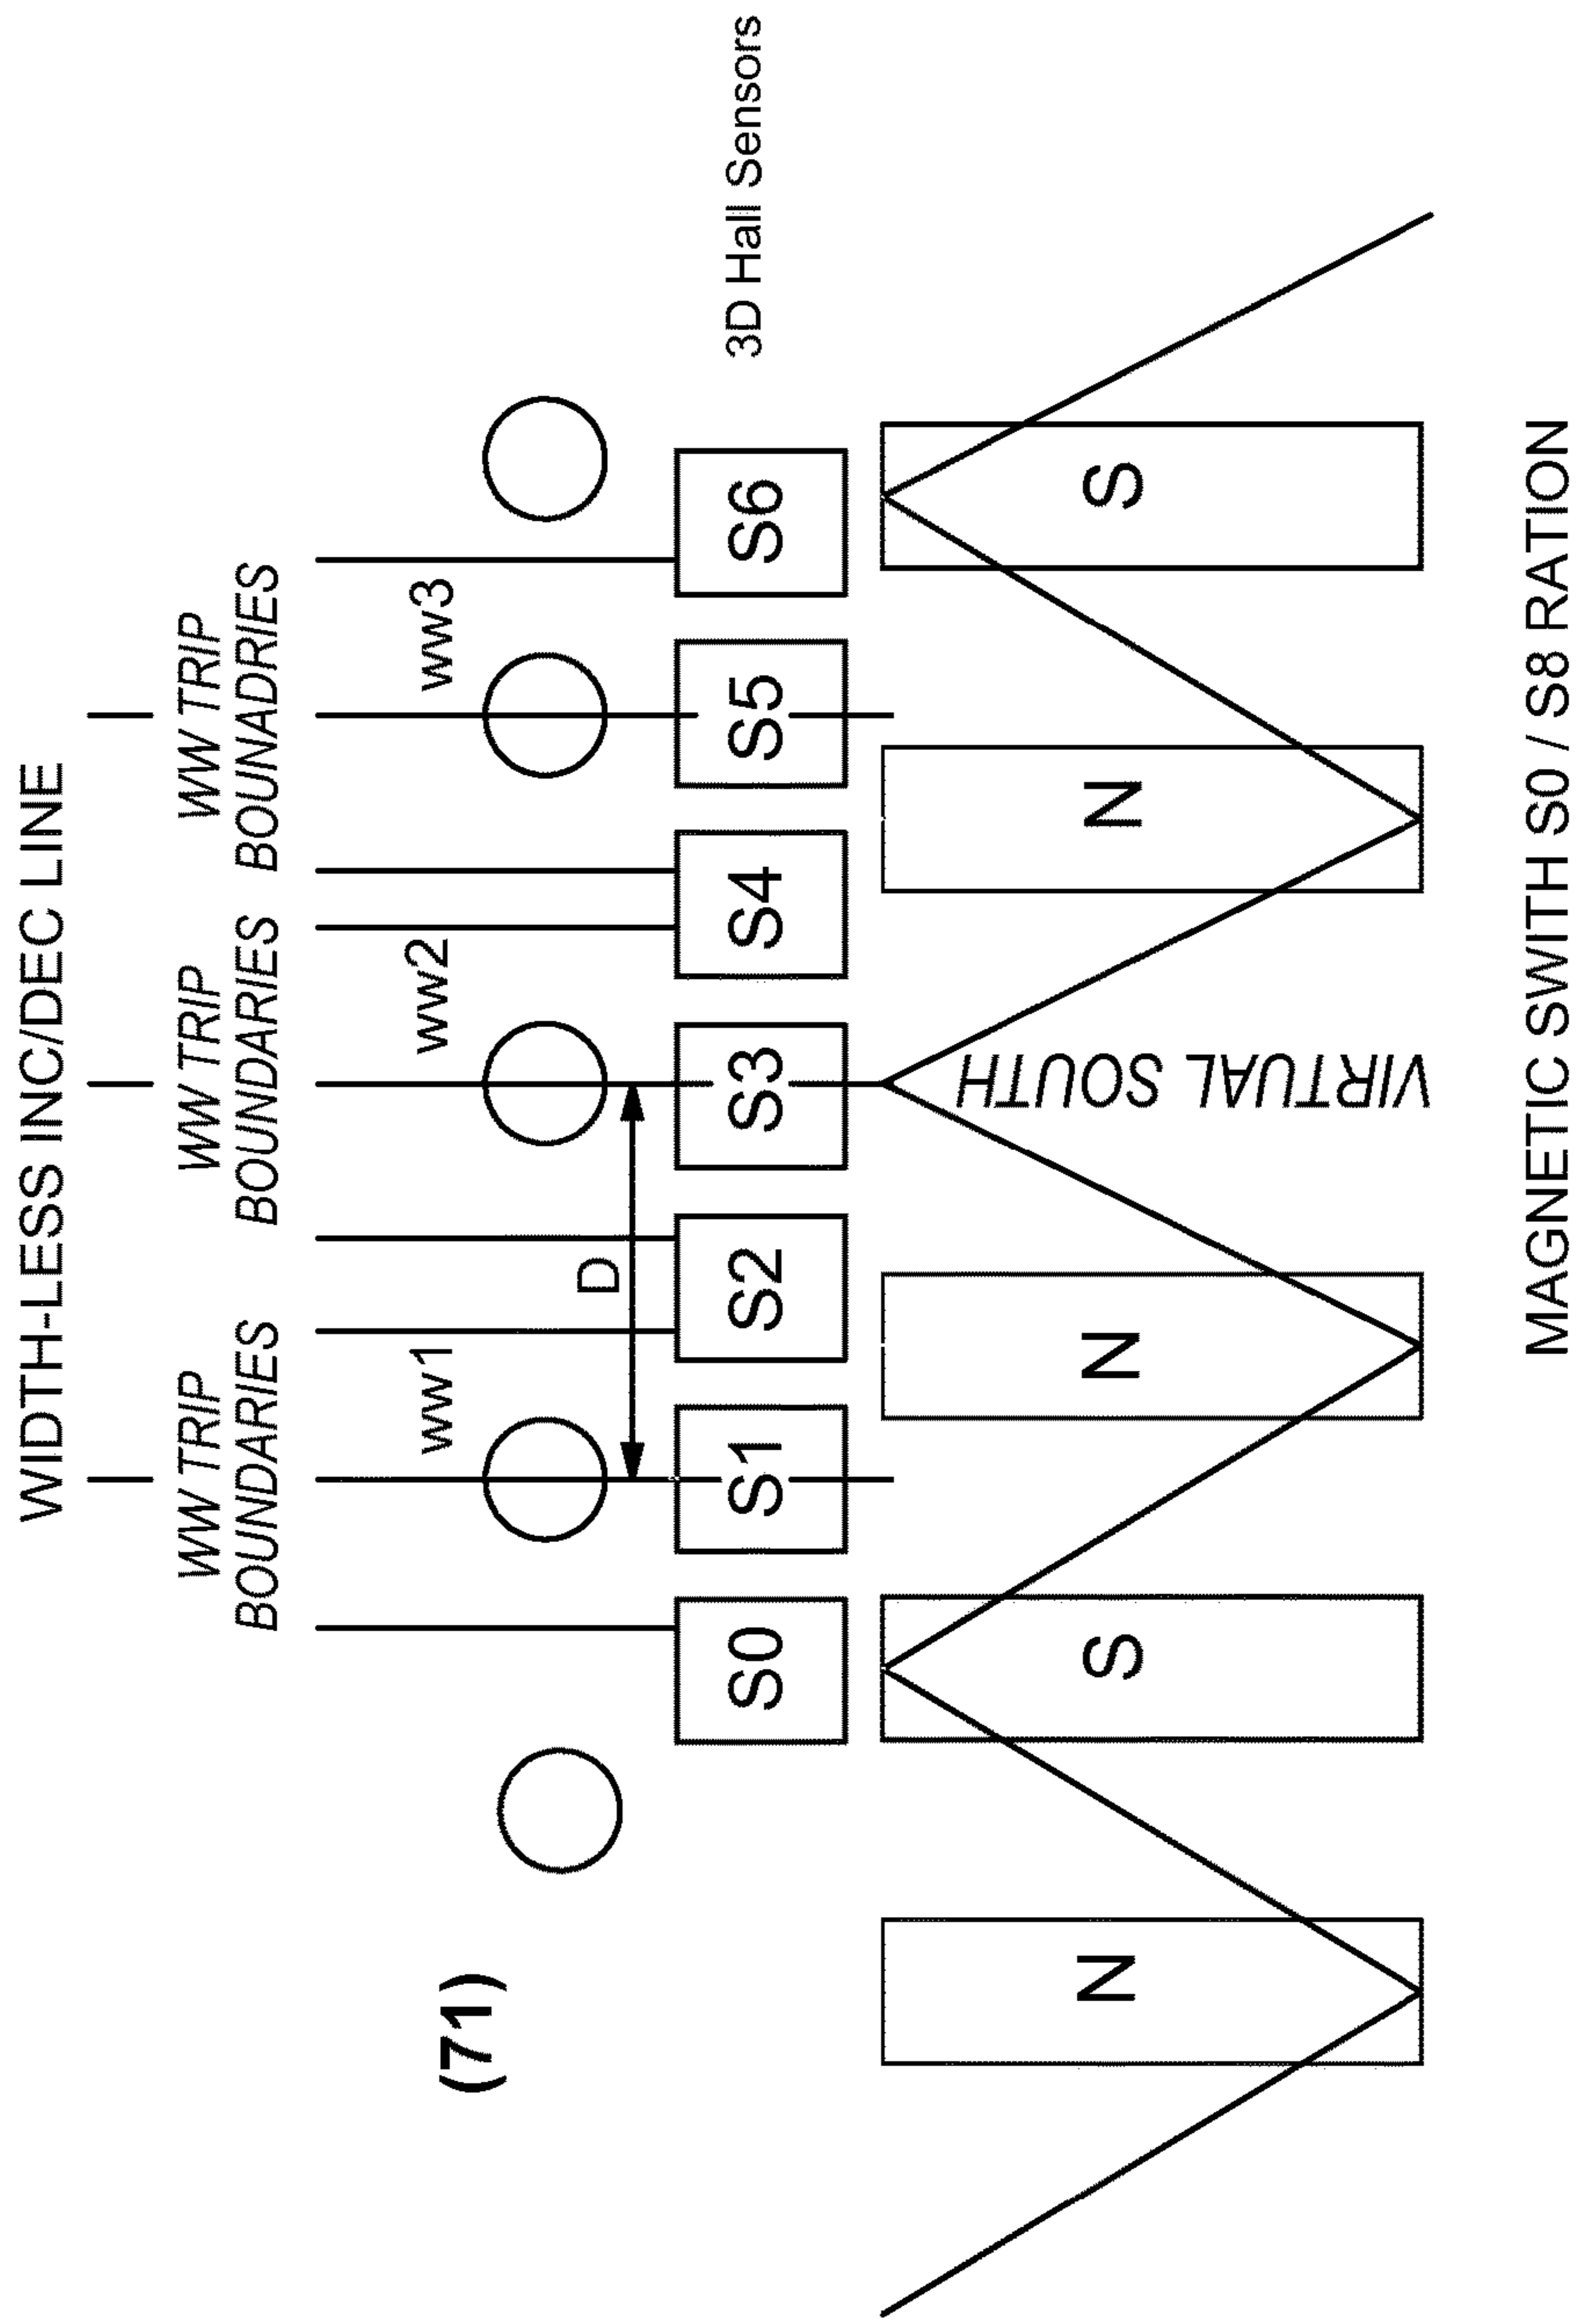 WIDTH-LESS INC/DEC LINE
WW TRIP
BOUNDARIES
WW TRIP
BOUNDARIES
WW TRIP
BOUNADRIES
(71)
ww1
ww2
ww3
D
S0
S1
S2
S3
S4
S5
S6
3D Hall Sensors
N
S
N
VIRTUAL SOUTH
N
S
MAGNETIC SWITH S0 / S8 RATION